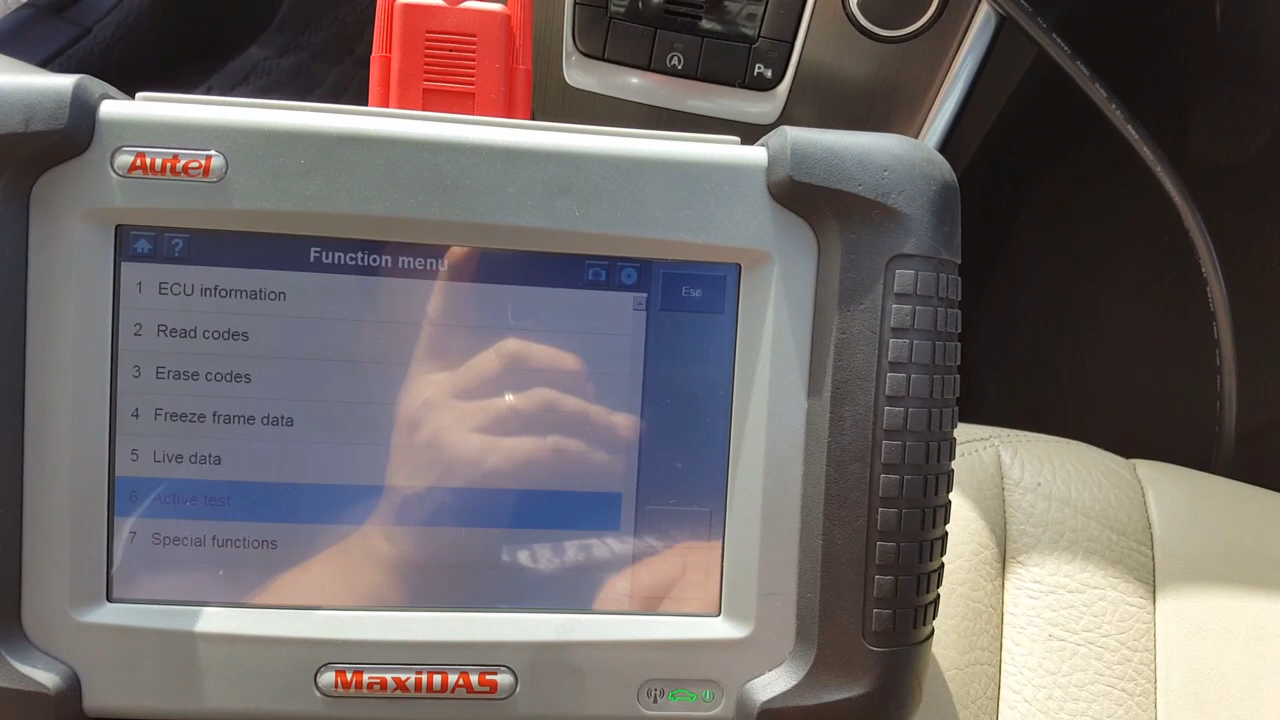 Autel
?
Function menu
Esc
1 ECU information
2 Read codes
3 Erase codes
4 Freeze frame data
5 Live data
6 Active test
7 Special functions
MaxiDAS
A
P